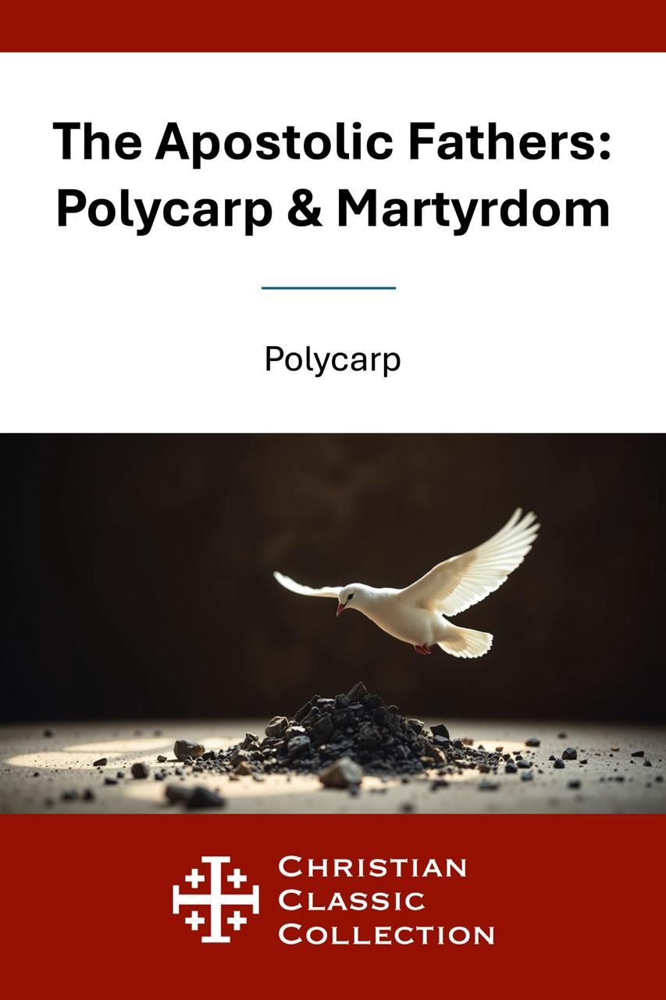 The Apostolic Fathers:
Polycarp & Martyrdom
Polycarp
CHRISTIAN
CLASSIC
COLLECTION